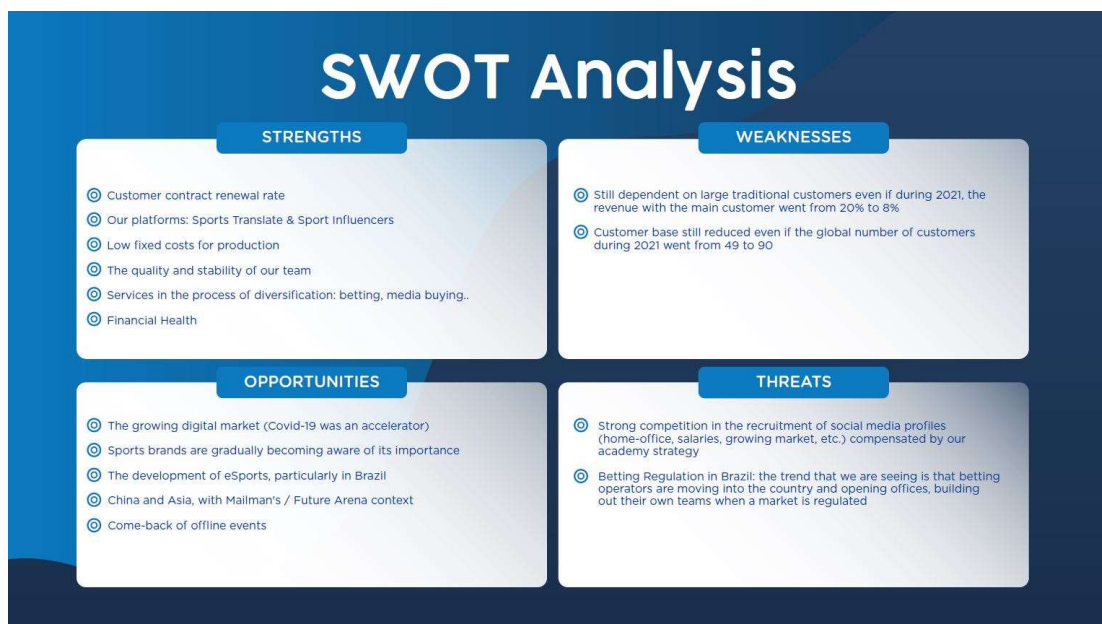 SWOT Analysis
STRENGTHS
Customer contract renewal rate
Our platforms: Sports Translate & Sport Influencers
Low fixed costs for production
The quality and stability of our team
Services in the process of diversification: betting, media buying..
Financial Health
WEAKNESSES
Still dependent on large traditional customers even if during 2021, the
revenue with the main customer went from 20% to 8%
Customer base still reduced even if the global number of customers
during 2021 went from 49 to 90
OPPORTUNITIES
The growing digital market (Covid-19 was an accelerator)
Sports brands are gradually becoming aware of its importance
The development of eSports, particularly in Brazil
China and Asia, with Mailman's / Future Arena context
Come-back of offline events
THREATS
Strong competition in the recruitment of social media profiles
(home-office, salaries, growing market, etc.) compensated by our
academy strategy
Betting Regulation in Brazil: the trend that we are seeing is that betting
operators are moving into the country and opening offices, building
out their own teams when a market is regulated